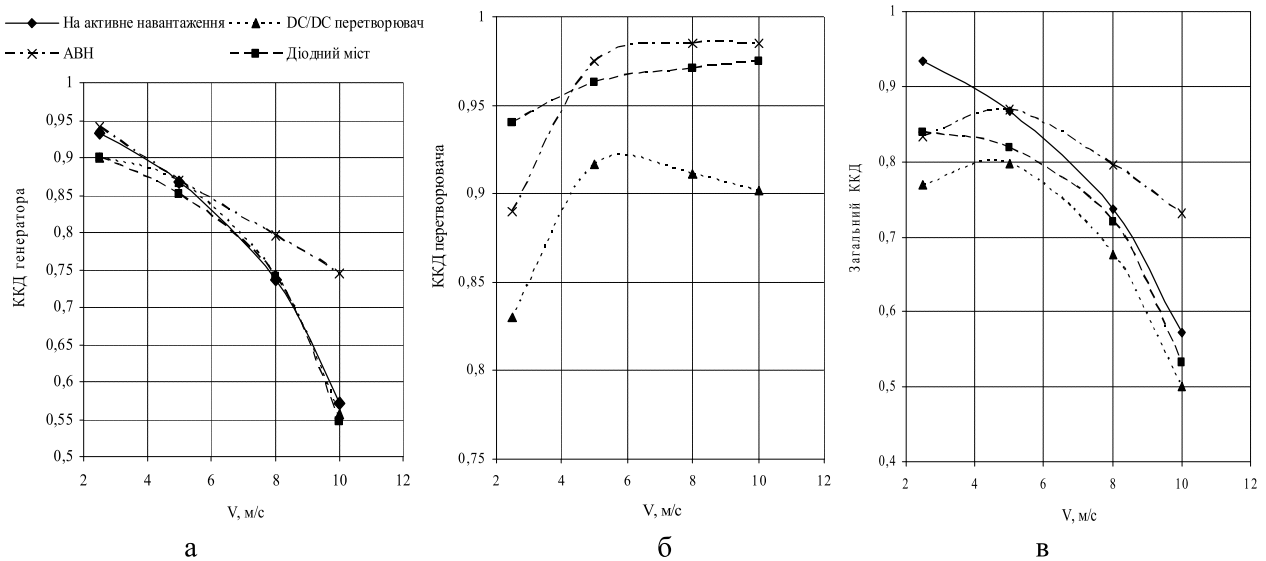 На активне навантаження DC/DC перетворювач
АВН Діодний міст
ККД генератора
1
0,95
0,9
0,85
0,8
0,75
0,7
0,65
0,6
0,55
0,5
0 2 4 6 8 10 12
V, м/с
а
ККД перетворювача
1
0,95
0,9
0,85
0,8
0,75
2 4 6 8 10 12
V, м/с
б
Загальний ККД
1
0,9
0,8
0,7
0,6
0,5
0,4
2 4 6 8 10 12
V, м/с
в